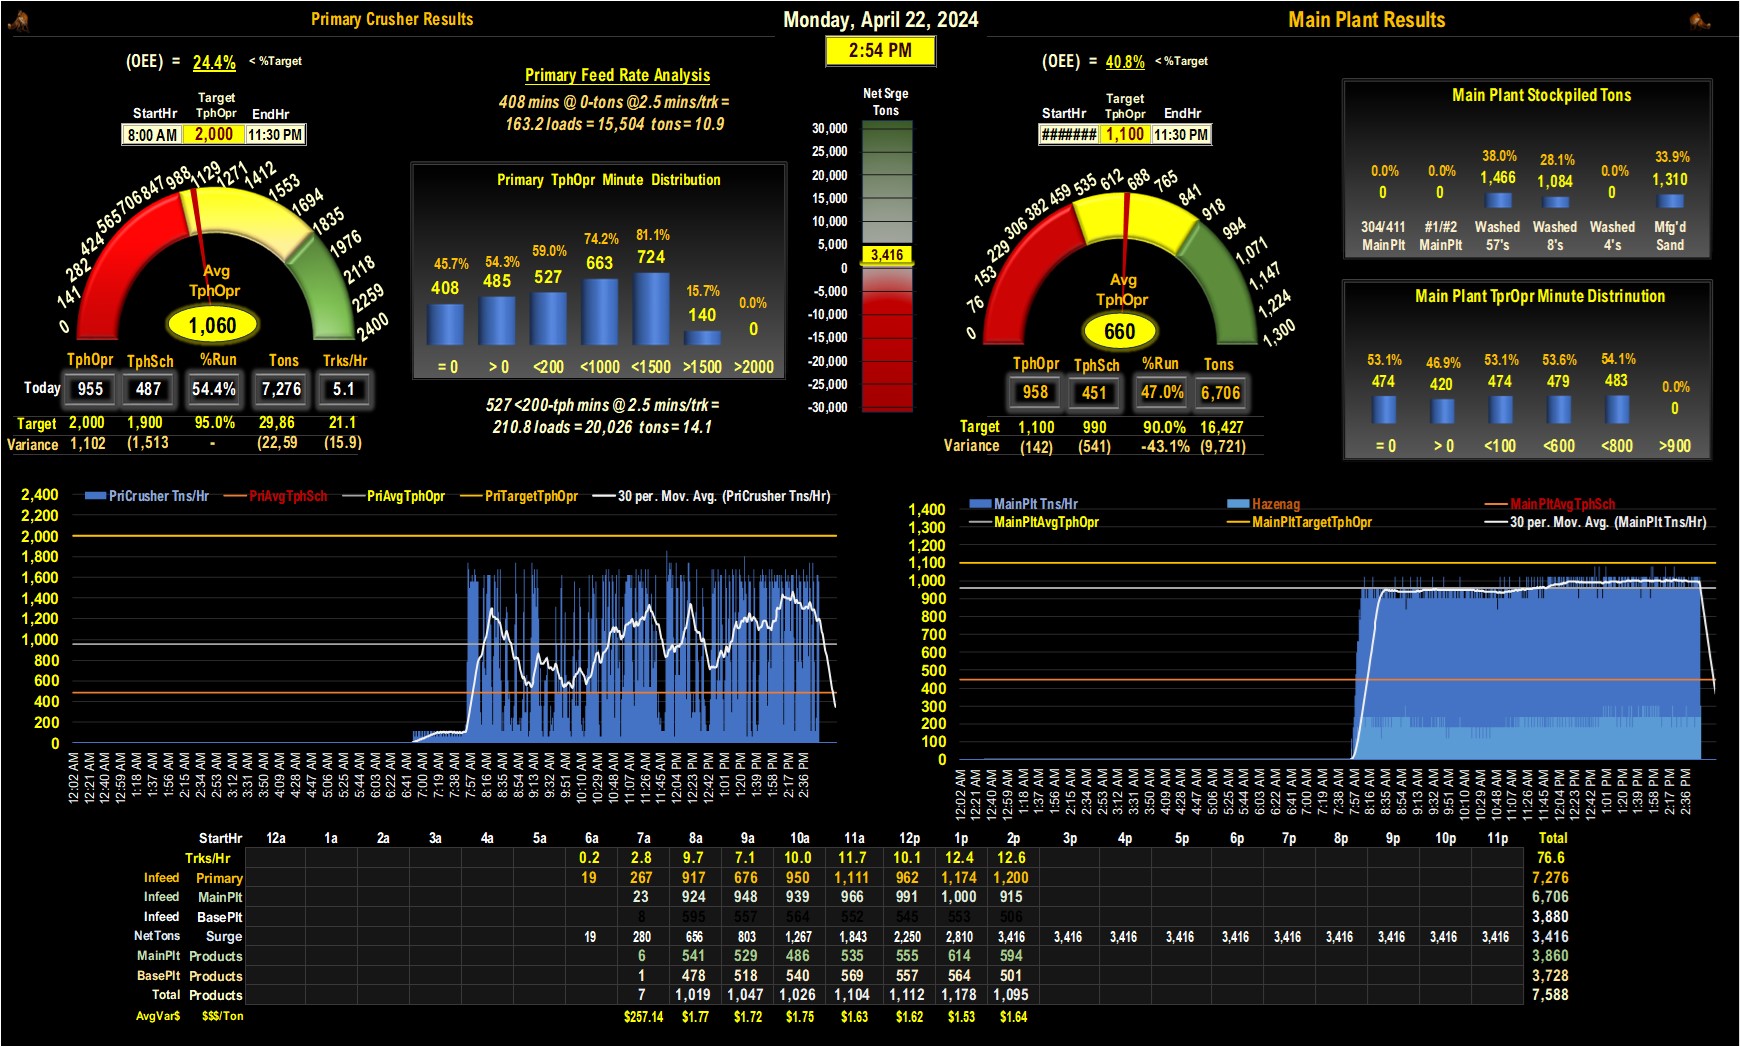 Primary Crusher Results
Monday, April 22, 2024
Main Plant Results
2:54 PM
(OEE) = 24.4% < %Target
StartHr Target TphOpr EndHr
8:00 AM 2,000 11:30 PM
0 141 282 424 565 706 847 988 1129 1271 1412 1553 1694 1835 1976 2118 2259 2400
Avg
TphOpr
1,060
TphOpr TphSch %Run Tons Trks/Hr
Today 955 487 54.4% 7,276 5.1
Target 2,000 1,900 95.0% 29,86 21.1
Variance 1,102 (1,513 - (22,59 (15.9)
Primary Feed Rate Analysis
408 mins @ 0-tons @2.5 mins/trk =
163.2 loads = 15,504 tons = 10.9
Primary TphOpr Minute Distribution
45.7% 54.3% 59.0% 74.2% 81.1% 15.7% 0.0%
408 485 527 663 724 140 0
= 0 > 0 <200 <1000 <1500 >1500 >2000
527 <200-tph mins @ 2.5 mins/trk =
210.8 loads = 20,026 tons = 14.1
Net Srge
Tons
30,000
25,000
20,000
15,000
10,000
5,000
3,416
0
-5,000
-10,000
-15,000
-20,000
-25,000
-30,000
(OEE) = 40.8% < %Target
StartHr Target TphOpr EndHr
####### 1,100 11:30 PM
0 76 153 229 306 382 459 535 612 688 765 841 918 994 1,071 1,147 1,224 1,300
Avg
TphOpr
660
TphOpr TphSch %Run Tons
958 451 47.0% 6,706
Target 1,100 990 90.0% 16,427
Variance (142) (541) -43.1% (9,721)
Main Plant Stockpiled Tons
0.0% 0.0% 38.0% 28.1% 0.0% 33.9%
0 0 1,466 1,084 0 1,310
304/411 #1/#2 Washed Washed Washed Mfg'd
MainPlt MainPlt 57's 8's 4's Sand
Main Plant TprOpr Minute Distrinution
53.1% 46.9% 53.1% 53.6% 54.1% 0.0%
474 420 474 479 483 0
= 0 > 0 <100 <600 <800 >900
PriCrusher Tns/Hr PriAvgTphSch PriAvgTphOpr PriTargetTphOpr 30 per. Mov. Avg. (PriCrusher Tns/Hr)
2,400
2,200
2,000
1,800
1,600
1,400
1,200
1,000
800
600
400
200
0
12:02 AM 12:21 AM 12:40 AM 12:59 AM 1:18 AM 1:37 AM 1:56 AM 2:15 AM 2:34 AM 2:53 AM 3:12 AM 3:31 AM 3:50 AM 4:09 AM 4:28 AM 4:47 AM 5:06 AM 5:25 AM 5:44 AM 6:03 AM 6:22 AM 6:41 AM 7:00 AM 7:19 AM 7:38 AM 7:57 AM 8:16 AM 8:35 AM 8:54 AM 9:13 AM 9:32 AM 9:51 AM 10:10 AM 10:29 AM 10:48 AM 11:07 AM 11:26 AM 11:45 AM 12:04 PM 12:23 PM 12:42 PM 1:01 PM 1:20 PM 1:39 PM 1:58 PM 2:17 PM 2:36 PM
MainPlt Tns/Hr Hazenag MainPltAvgTphSch
MainPltAvgTphOpr MainPltTargetTphOpr 30 per. Mov. Avg. (MainPlt Tns/Hr)
1,400
1,300
1,200
1,100
1,000
900
800
700
600
500
400
300
200
100
0
12:02 AM 12:21 AM 12:40 AM 12:59 AM 1:18 AM 1:37 AM 1:56 AM 2:15 AM 2:34 AM 2:53 AM 3:12 AM 3:31 AM 3:50 AM 4:09 AM 4:28 AM 4:47 AM 5:06 AM 5:25 AM 5:44 AM 6:03 AM 6:22 AM 6:41 AM 7:00 AM 7:19 AM 7:38 AM 7:57 AM 8:16 AM 8:35 AM 8:54 AM 9:13 AM 9:32 AM 9:51 AM 10:10 AM 10:29 AM 10:48 AM 11:07 AM 11:26 AM 11:45 AM 12:04 PM 12:23 PM 12:42 PM 1:01 PM 1:20 PM 1:39 PM 1:58 PM 2:17 PM 2:36 PM
StartHr 12a 1a 2a 3a 4a 5a 6a 7a 8a 9a 10a 11a 12p 1p 2p 3p 4p 5p 6p 7p 8p 9p 10p 11p Total
Trks/Hr 0.2 2.8 9.7 7.1 10.0 11.7 10.1 12.4 12.6 76.6
Infeed Primary 19 267 917 676 950 1,111 962 1,174 1,200 7,276
Infeed MainPlt 23 924 948 939 966 991 1,000 915 6,706
Infeed BasePlt 8 595 557 564 552 545 553 506 3,880
NetTons Surge 19 280 656 803 1,267 1,843 2,250 2,810 3,416 3,416 3,416 3,416 3,416 3,416 3,416 3,416 3,416 3,416 3,416
MainPlt Products 6 541 529 486 535 555 614 594 3,860
BasePlt Products 1 478 518 540 569 557 564 501 3,728
Total Products 7 1,019 1,047 1,026 1,104 1,112 1,178 1,095 7,588
AvgVar$ $$$/Ton $257.14 $1.77 $1.72 $1.75 $1.63 $1.62 $1.53 $1.64